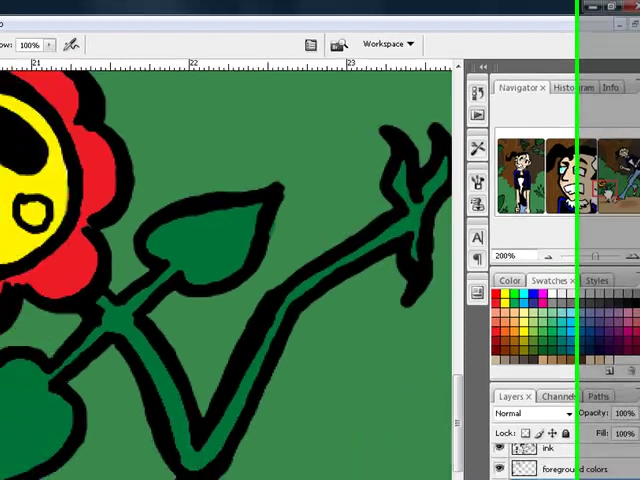 ow: 100%
Workspace
21 22 23
Navigator × Histogram Info
200%
Color Swatches × Styles
A
Layers × Channels Paths
Normal Opacity: 100%
Lock: Fill: 100%
ink
foreground colors